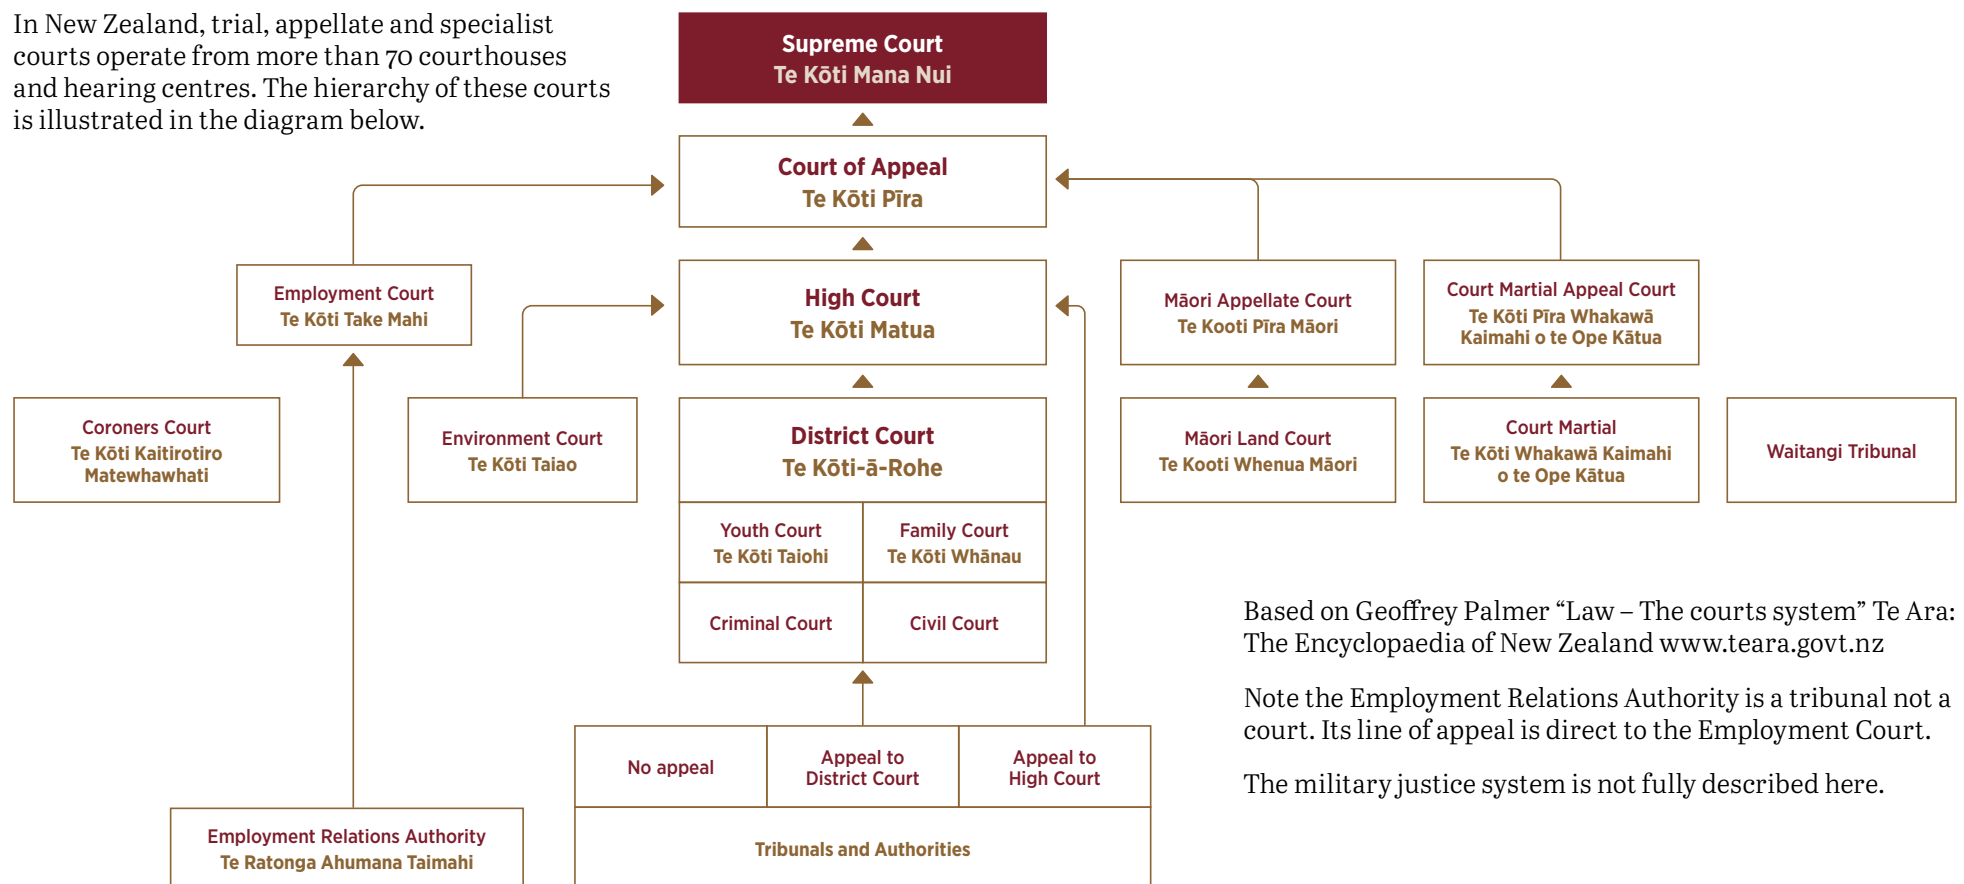 In New Zealand, trial, appellate and specialist
courts operate from more than 70 courthouses
and hearing centres. The hierarchy of these courts
is illustrated in the diagram below.
Supreme Court
Te Kōti Mana Nui
Court of Appeal
Te Kōti Pīra
Employment Court
Te Kōti Take Mahi
High Court
Te Kōti Matua
Māori Appellate Court
Te Kooti Pīra Māori
Court Martial Appeal Court
Te Kōti Pīra Whakawā
Kaimahi o te Ope Kātua
Coroners Court
Te Kōti Kaitirotiro
Matewhawhati
Environment Court
Te Kōti Taiao
District Court
Te Kōti-ā-Rohe
Māori Land Court
Te Kooti Whenua Māori
Court Martial
Te Kōti Whakawā Kaimahi
o te Ope Kātua
Waitangi Tribunal
Youth Court
Te Kōti Taiohi
Family Court
Te Kōti Whānau
Criminal Court
Civil Court
No appeal
Appeal to
District Court
Appeal to
High Court
Employment Relations Authority
Te Ratonga Ahumana Taimahi
Tribunals and Authorities
Based on Geoffrey Palmer “Law – The courts system” Te Ara:
The Encyclopaedia of New Zealand www.teara.govt.nz
Note the Employment Relations Authority is a tribunal not a
court. Its line of appeal is direct to the Employment Court.
The military justice system is not fully described here.